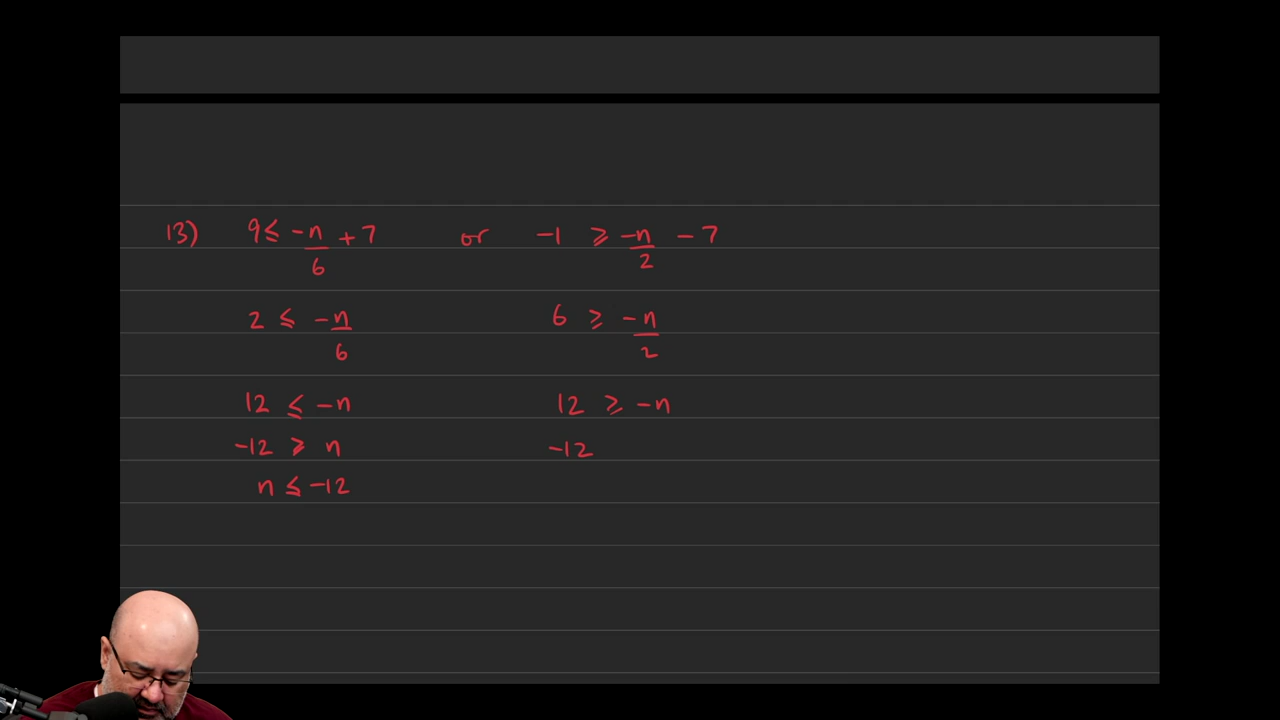 13) 9 ≤ -n/6 + 7 or -1 ≥ -n/2 - 7
2 ≤ -n/6 6 ≥ -n/2
12 ≤ -n 12 ≥ -n
-12 ≥ n -12
n ≤ -12